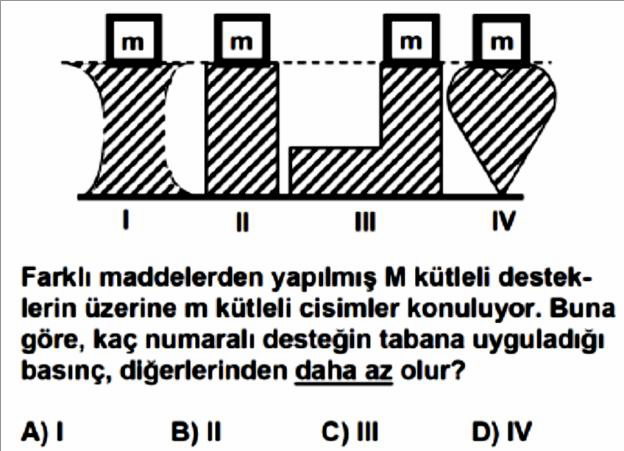 m m m m
I II III IV
Farklı maddelerden yapılmış M kütleli destek-
lerin üzerine m kütleli cisimler konuluyor. Buna
göre, kaç numaralı desteğin tabana uyguladığı
basınç, diğerlerinden daha az olur?
A) I B) II C) III D) IV